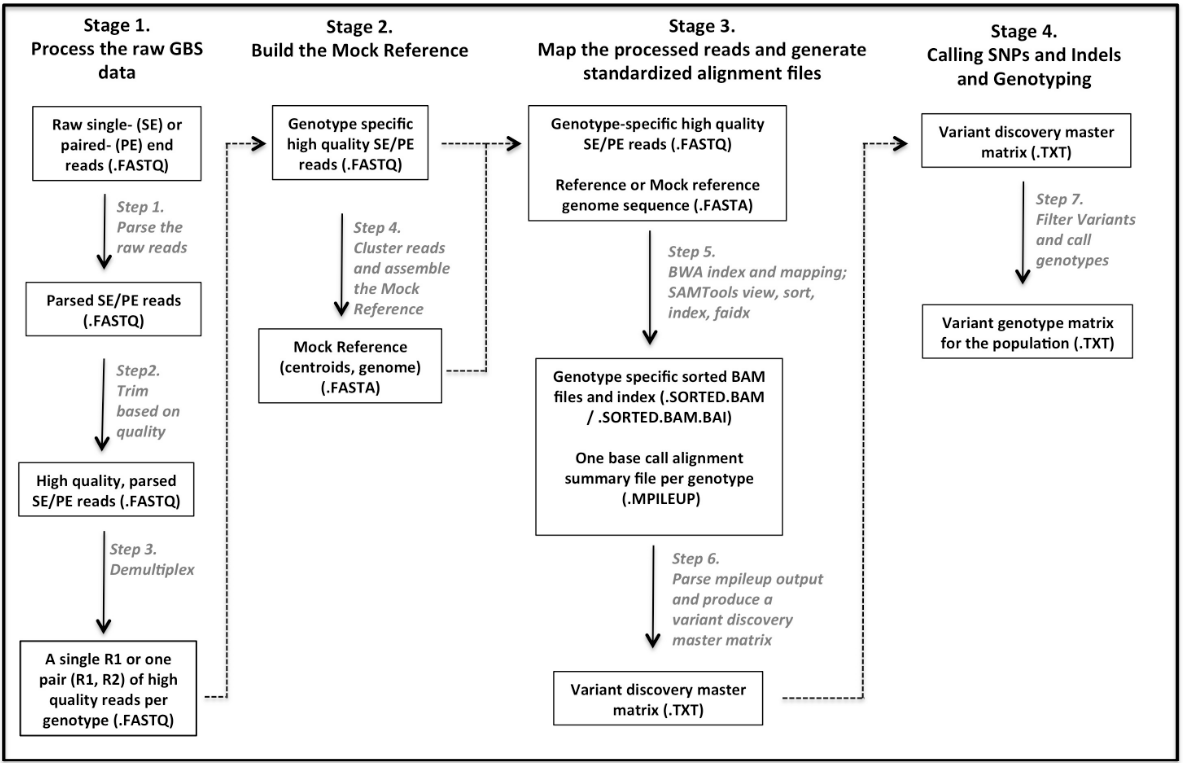 Stage 1.
Process the raw GBS
data
Raw single- (SE) or
paired- (PE) end
reads (.FASTQ)
Step 1.
Parse the
raw reads
Parsed SE/PE reads
(.FASTQ)
Step2.
Trim
based on
quality
High quality, parsed
SE/PE reads (.FASTQ)
Step 3.
Demultiplex
A single R1 or one
pair (R1, R2) of high
quality reads per
genotype (.FASTQ)
Stage 2.
Build the Mock Reference
Genotype specific
high quality SE/PE
reads (.FASTQ)
Step 4.
Cluster reads
and assemble
the Mock
Reference
Mock Reference
(centroids, genome)
(.FASTA)
Stage 3.
Map the processed reads and generate
standardized alignment files
Genotype-specific high quality
SE/PE reads (.FASTQ)
Reference or Mock reference
genome sequence (.FASTA)
Step 5.
BWA index and mapping;
SAMTools view, sort,
index, faidx
Genotype specific sorted BAM
files and index (.SORTED.BAM
/ .SORTED.BAM.BAI)
One base call alignment
summary file per genotype
(.MPILEUP)
Step 6.
Parse mpileup output
and produce a
variant discovery
master matrix
Variant discovery master
matrix (.TXT)
Stage 4.
Calling SNPs and Indels
and Genotyping
Variant discovery master
matrix (.TXT)
Step 7.
Filter Variants
and call
genotypes
Variant genotype matrix
for the population (.TXT)